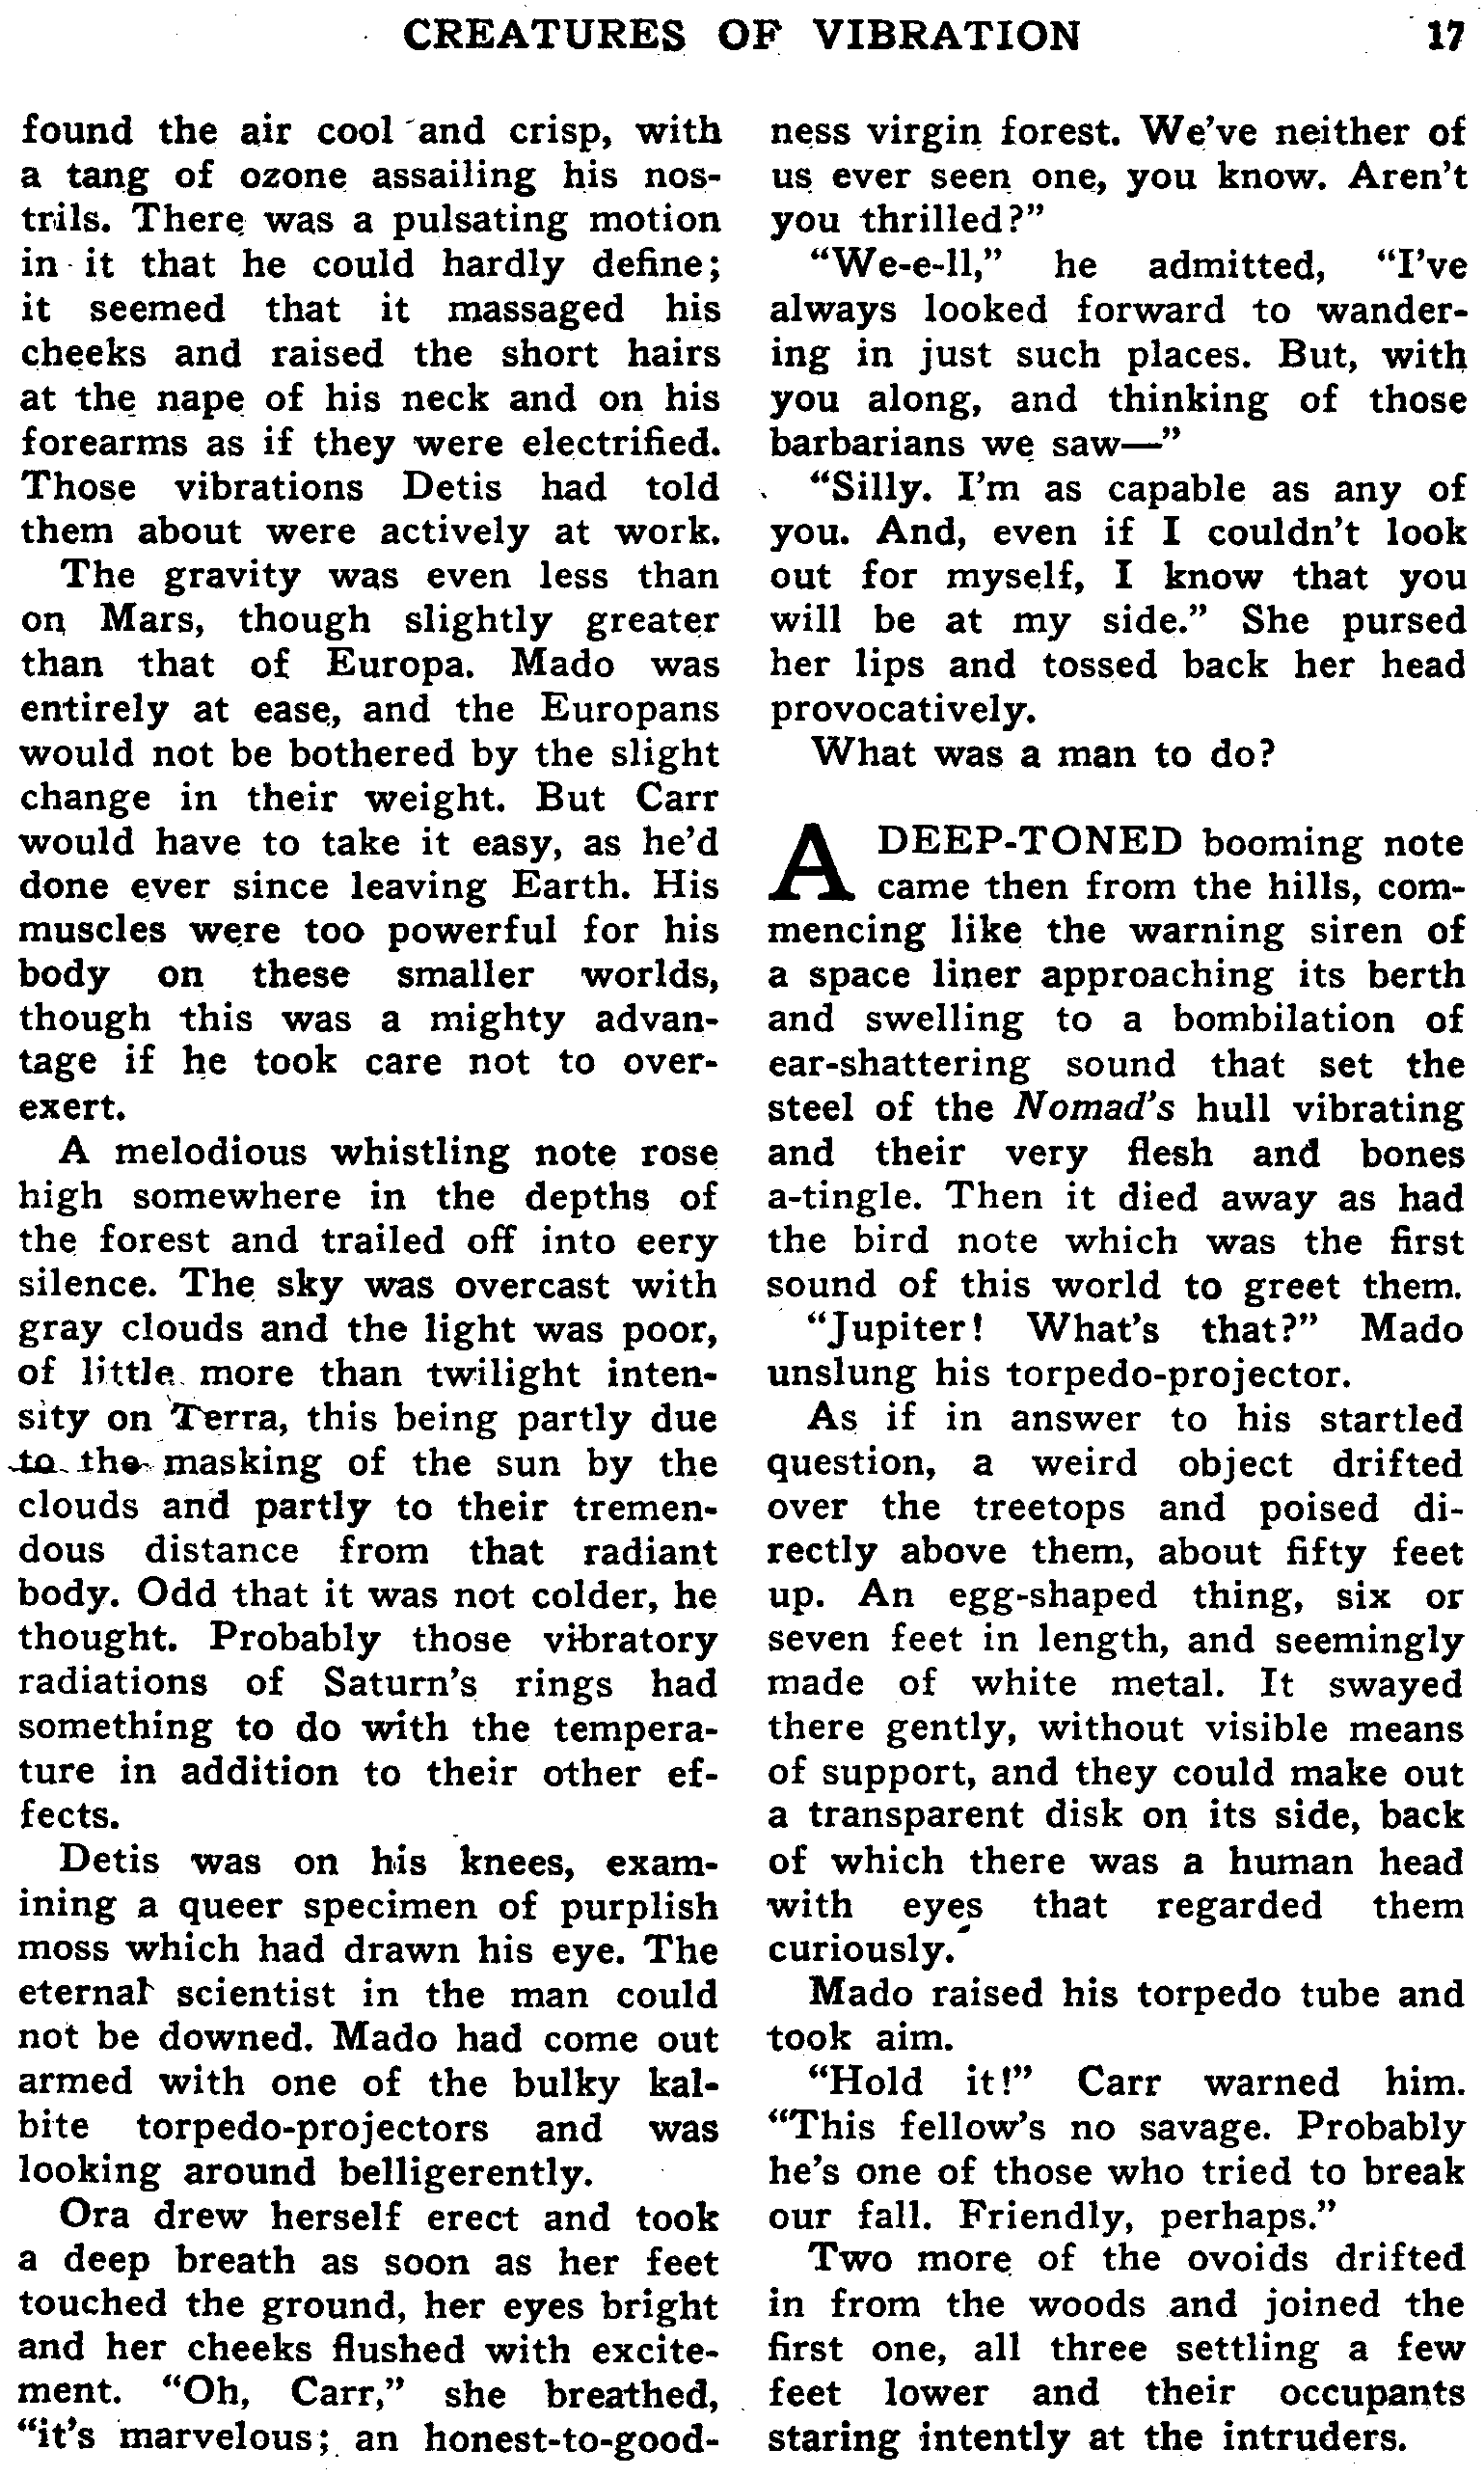 CREATURES OF VIBRATION 17
found the air cool and crisp, with
a tang of ozone assailing his nos-
trils. There was a pulsating motion
in it that he could hardly define;
it seemed that it massaged his
cheeks and raised the short hairs
at the nape of his neck and on his
forearms as if they were electrified.
Those vibrations Detis had told
them about were actively at work.
The gravity was even less than
on Mars, though slightly greater
than that of Europa. Mado was
entirely at ease, and the Europans
would not be bothered by the slight
change in their weight. But Carr
would have to take it easy, as he'd
done ever since leaving Earth. His
muscles were too powerful for his
body on these smaller worlds,
though this was a mighty advan-
tage if he took care not to over-
exert.
A melodious whistling note rose
high somewhere in the depths of
the forest and trailed off into eery
silence. The sky was overcast with
gray clouds and the light was poor,
of little more than twilight inten-
sity on Terra, this being partly due
to the masking of the sun by the
clouds and partly to their tremen-
dous distance from that radiant
body. Odd that it was not colder, he
thought. Probably those vibratory
radiations of Saturn's rings had
something to do with the tempera-
ture in addition to their other ef-
fects.
Detis was on his knees, exam-
ining a queer specimen of purplish
moss which had drawn his eye. The
eternal scientist in the man could
not be downed. Mado had come out
armed with one of the bulky kal-
bite torpedo-projectors and was
looking around belligerently.
Ora drew herself erect and took
a deep breath as soon as her feet
touched the ground, her eyes bright
and her cheeks flushed with excite-
ment. "Oh, Carr," she breathed,
"it's marvelous; an honest-to-good-
ness virgin forest. We've neither of
us ever seen one, you know. Aren't
you thrilled?"
"We-e-ll," he admitted, "I've
always looked forward to wander-
ing in just such places. But, with
you along, and thinking of those
barbarians we saw—"
"Silly. I'm as capable as any of
you. And, even if I couldn't look
out for myself, I know that you
will be at my side." She pursed
her lips and tossed back her head
provocatively.
What was a man to do?
A DEEP-TONED booming note
came then from the hills, com-
mencing like the warning siren of
a space liner approaching its berth
and swelling to a bombilation of
ear-shattering sound that set the
steel of the Nomad's hull vibrating
and their very flesh and bones
a-tingle. Then it died away as had
the bird note which was the first
sound of this world to greet them.
"Jupiter! What's that?" Mado
unslung his torpedo-projector.
As if in answer to his startled
question, a weird object drifted
over the treetops and poised di-
rectly above them, about fifty feet
up. An egg-shaped thing, six or
seven feet in length, and seemingly
made of white metal. It swayed
there gently, without visible means
of support, and they could make out
a transparent disk on its side, back
of which there was a human head
with eyes that regarded them
curiously.
Mado raised his torpedo tube and
took aim.
"Hold it!" Carr warned him.
"This fellow's no savage. Probably
he's one of those who tried to break
our fall. Friendly, perhaps."
Two more of the ovoids drifted
in from the woods and joined the
first one, all three settling a few
feet lower and their occupants
staring intently at the intruders.